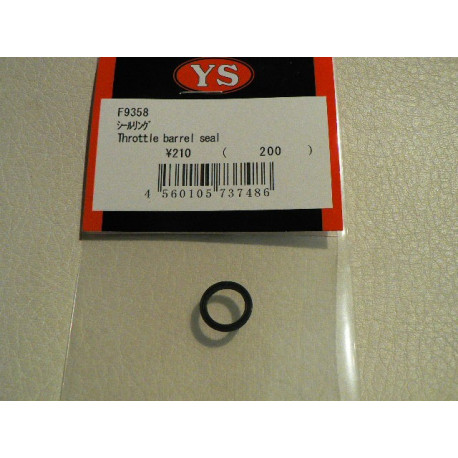 YS
F9358
ｼｰﾙﾘﾝｸﾞ
Throttle barrel seal
¥210 ( 200 )
4 560105 737486